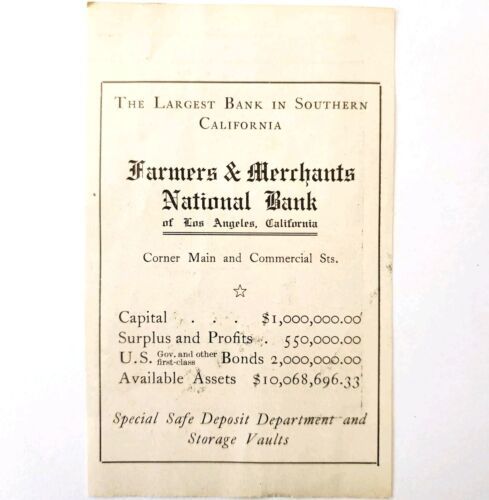 The Largest Bank in Southern
California
Farmers & Merchants
National Bank
of Los Angeles, California
Corner Main and Commercial Sts.
☆
Capital . . . $1,000,000.00
Surplus and Profits . 550,000.00
U.S. Gov. and other first-class Bonds 2,000,000.00
Available Assets $10,068,696.33
Special Safe Deposit Department and
Storage Vaults